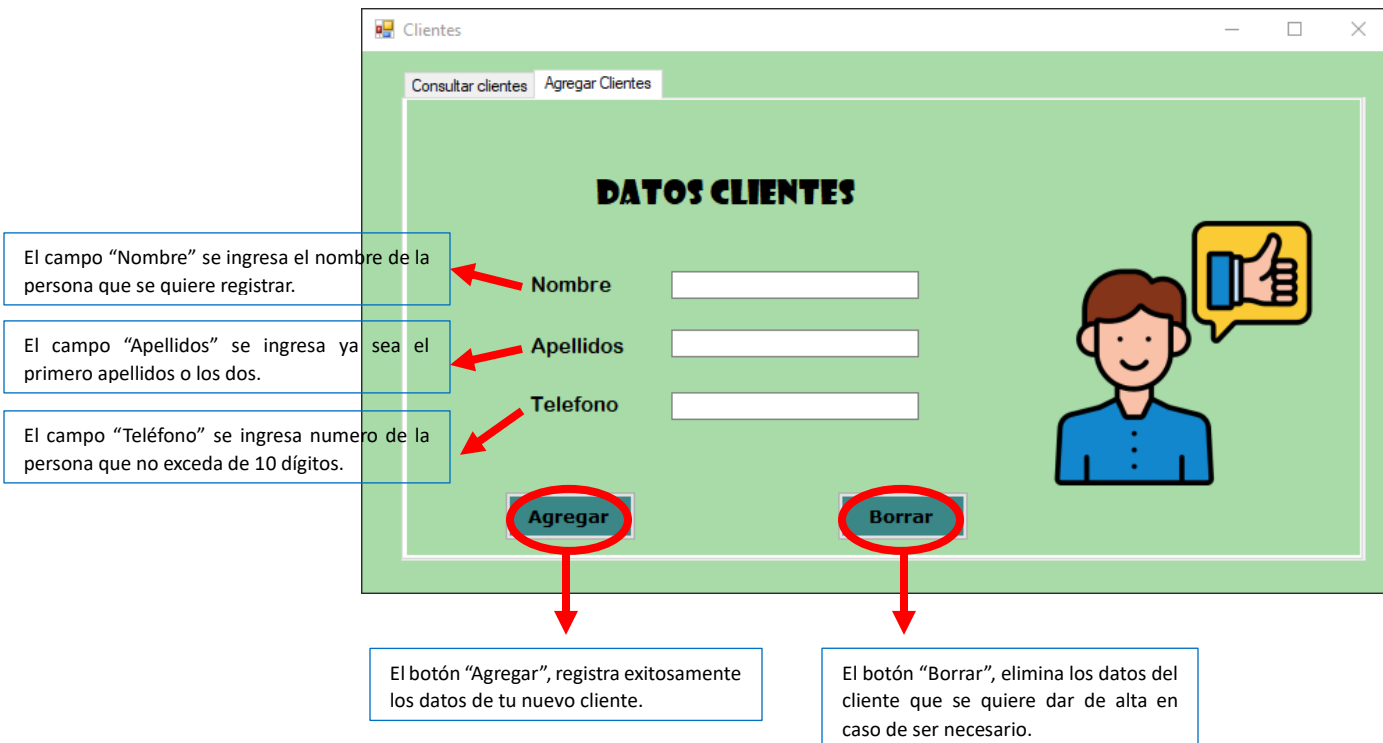 Clientes
Consultar clientes
Agregar Clientes
DATOS CLIENTES
El campo “Nombre” se ingresa el nombre de la
persona que se quiere registrar.
Nombre
El campo “Apellidos” se ingresa ya sea el
primero apellidos o los dos.
Apellidos
El campo “Teléfono” se ingresa numero de la
persona que no exceda de 10 dígitos.
Telefono
Agregar
Borrar
El botón “Agregar”, registra exitosamente
los datos de tu nuevo cliente.
El botón “Borrar”, elimina los datos del
cliente que se quiere dar de alta en
caso de ser necesario.